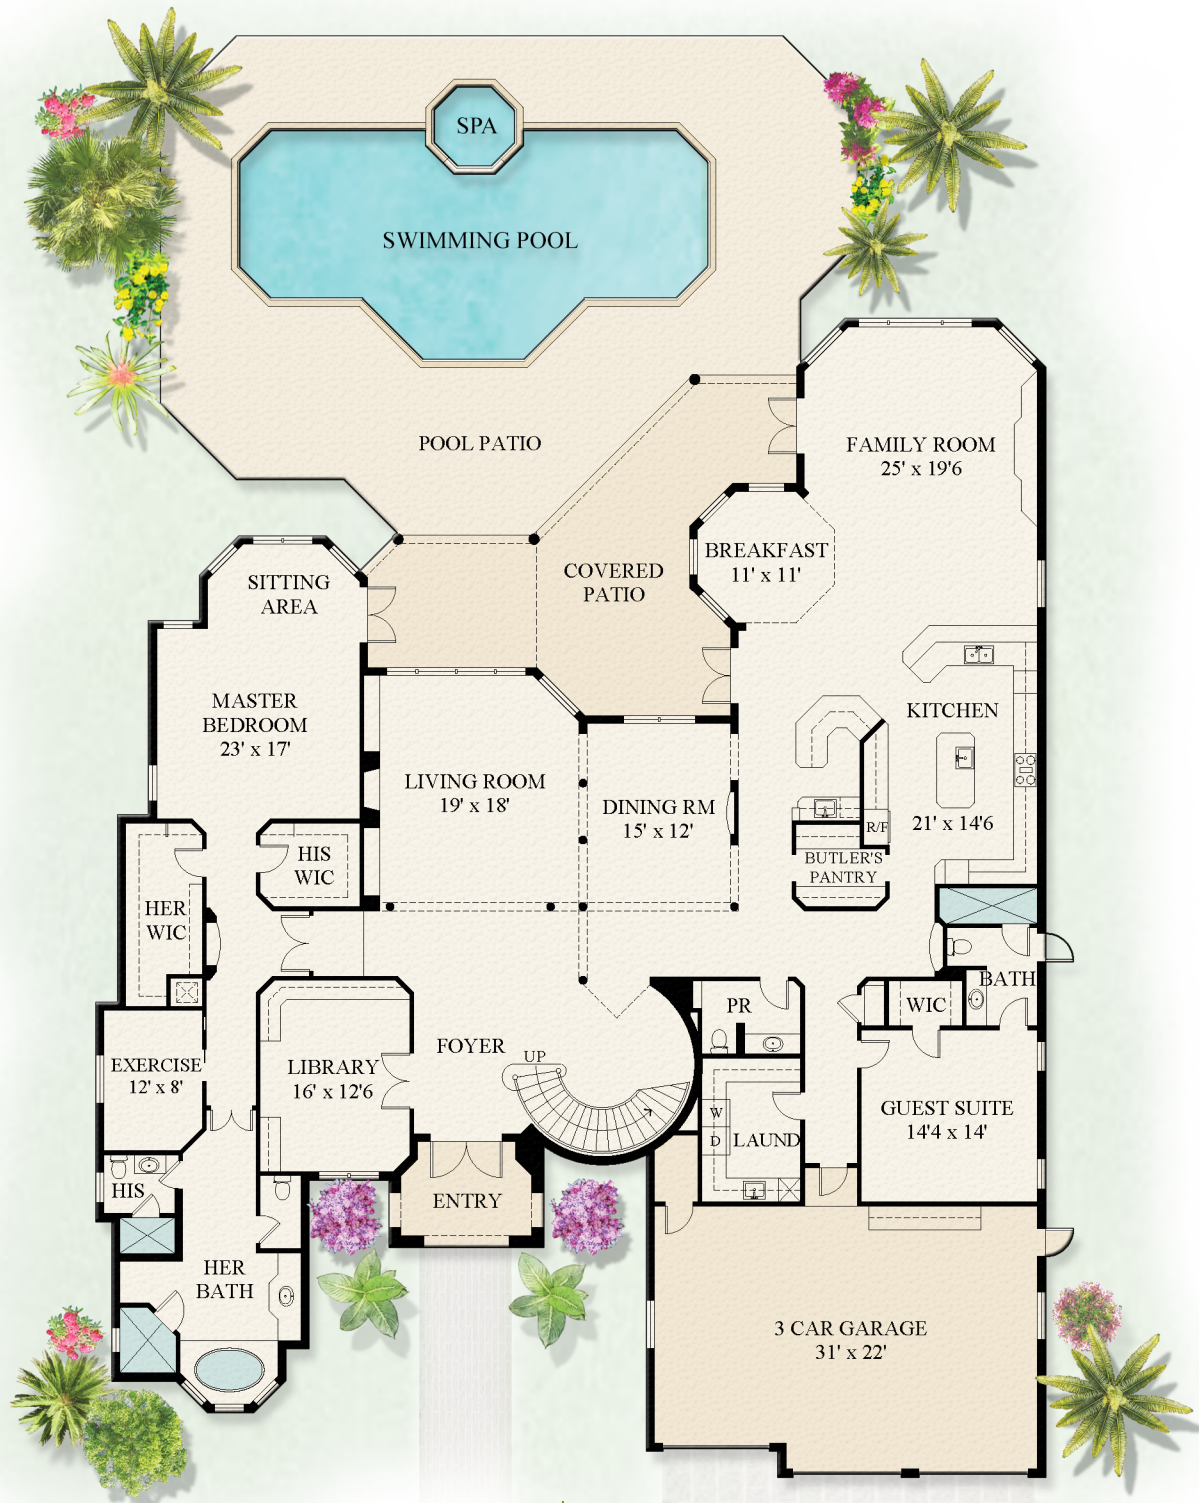 SPA
SWIMMING POOL
POOL PATIO
FAMILY ROOM
25' x 19'6
BREAKFAST
11' x 11'
COVERED
PATIO
SITTING
AREA
MASTER
BEDROOM
23' x 17'
KITCHEN
21' x 14'6
LIVING ROOM
19' x 18'
DINING RM
15' x 12'
R/F
BUTLER'S
PANTRY
HIS
WIC
HER
WIC
BATH
WIC
PR
FOYER
UP
EXERCISE
12' x 8'
LIBRARY
16' x 12'6
W
D
LAUND
GUEST SUITE
14'4 x 14'
HIS
ENTRY
HER
BATH
3 CAR GARAGE
31' x 22'